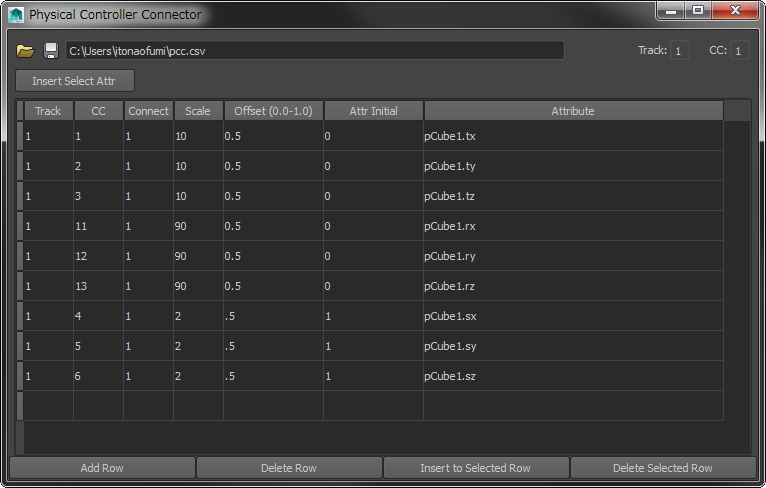 Physical Controller Connector
C:\Users\itonaofumi\pcc.csv Track: 1 CC: 1
Insert Select Attr
Track CC Connect Scale Offset (0.0-1.0) Attr Initial Attribute
1 1 1 10 0.5 0 pCube1.tx
1 2 1 10 0.5 0 pCube1.ty
1 3 1 10 0.5 0 pCube1.tz
1 11 1 90 0.5 0 pCube1.rx
1 12 1 90 0.5 0 pCube1.ry
1 13 1 90 0.5 0 pCube1.rz
1 4 1 2 .5 1 pCube1.sx
1 5 1 2 .5 1 pCube1.sy
1 6 1 2 .5 1 pCube1.sz
Add Row Delete Row Insert to Selected Row Delete Selected Row